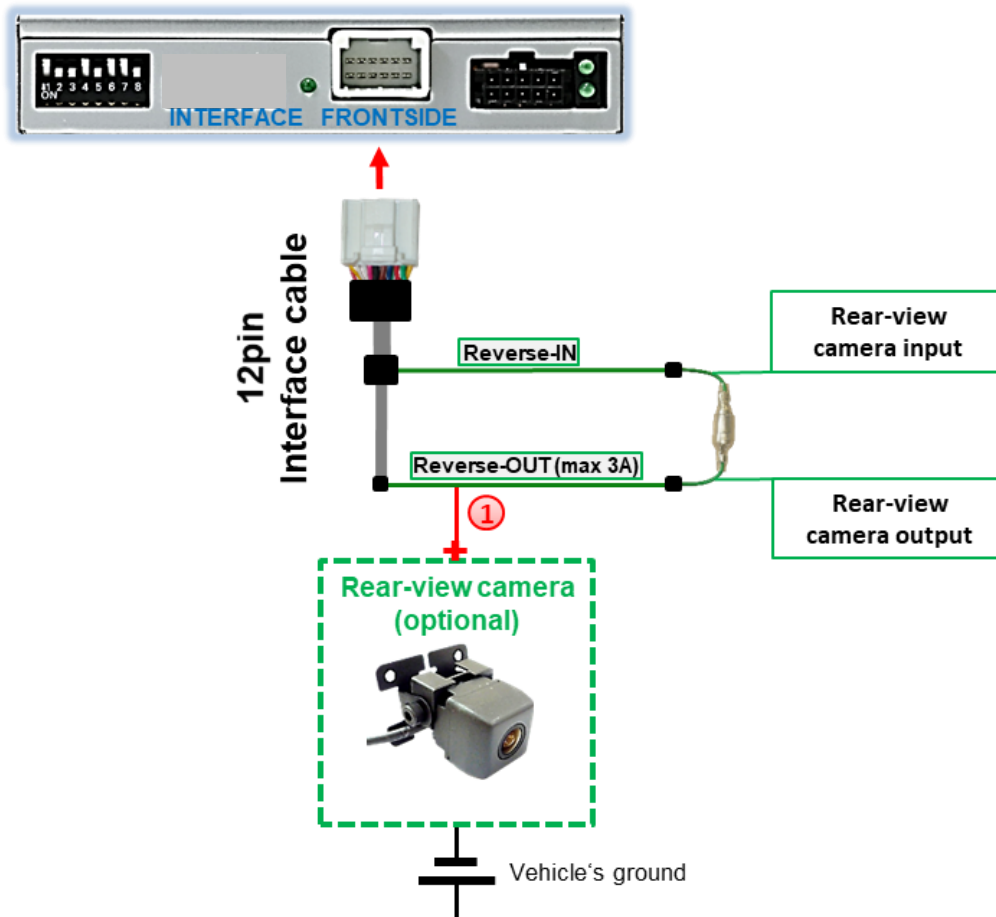 1 2 3 4 5 6 7 8
ON
INTERFACE FRONTSIDE
12pin
Interface cable
Reverse-IN
Rear-view
camera input
Reverse-OUT (max 3A)
Rear-view
camera output
1
+
Rear-view camera
(optional)
Vehicle‘s ground